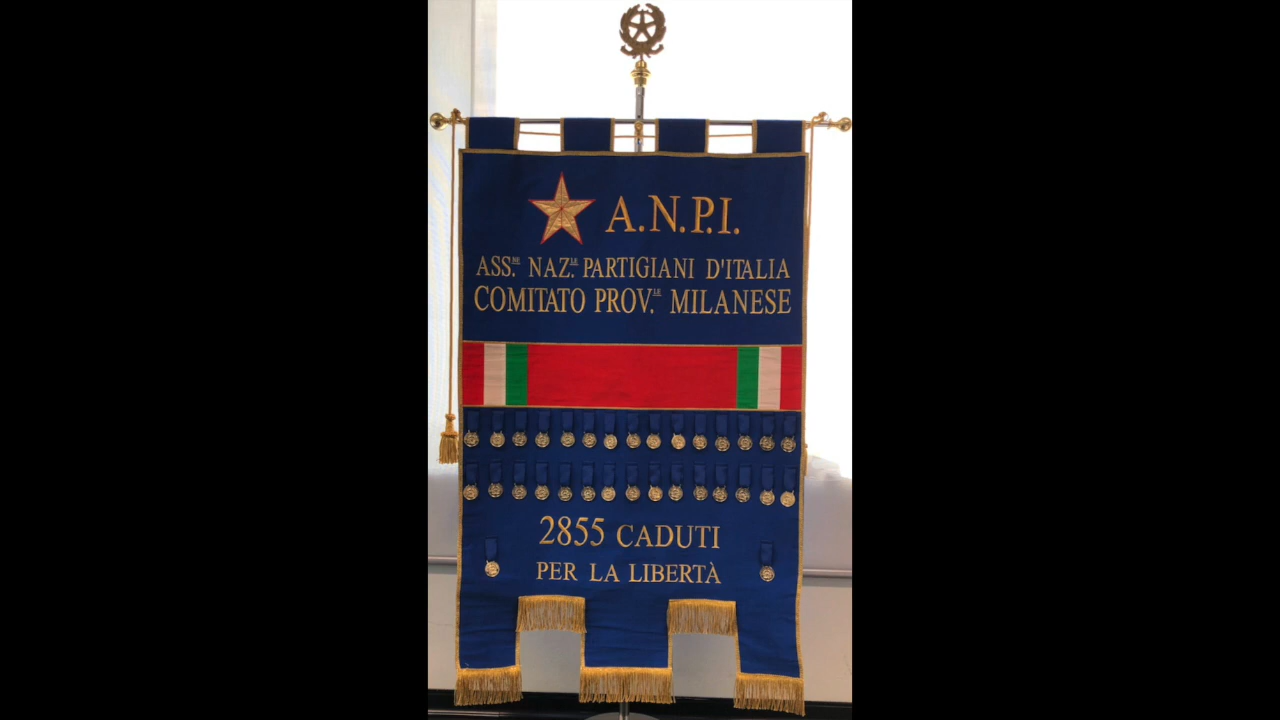 A.N.P.I.
ASS.NE NAZ.LE PARTIGIANI D'ITALIA
COMITATO PROV.LE MILANESE
2855 CADUTI
PER LA LIBERTÀ